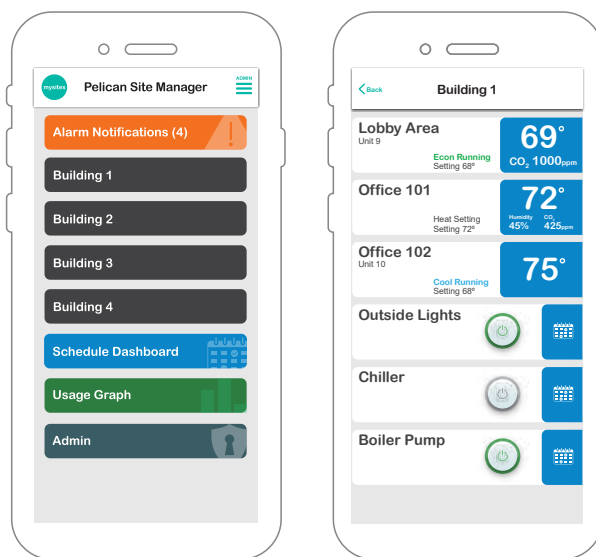 mysites
Pelican Site Manager
ADMIN
Alarm Notifications (4)
Building 1
Building 2
Building 3
Building 4
Schedule Dashboard
Usage Graph
Admin
Back
Building 1
Lobby Area
Unit 9
Econ Running
Setting 68°
69°
CO₂ 1000ppm
Office 101
Heat Setting
Setting 72°
72°
Humidity CO₂
45% 425ppm
Office 102
Unit 10
Cool Running
Setting 68°
75°
Outside Lights
Chiller
Boiler Pump